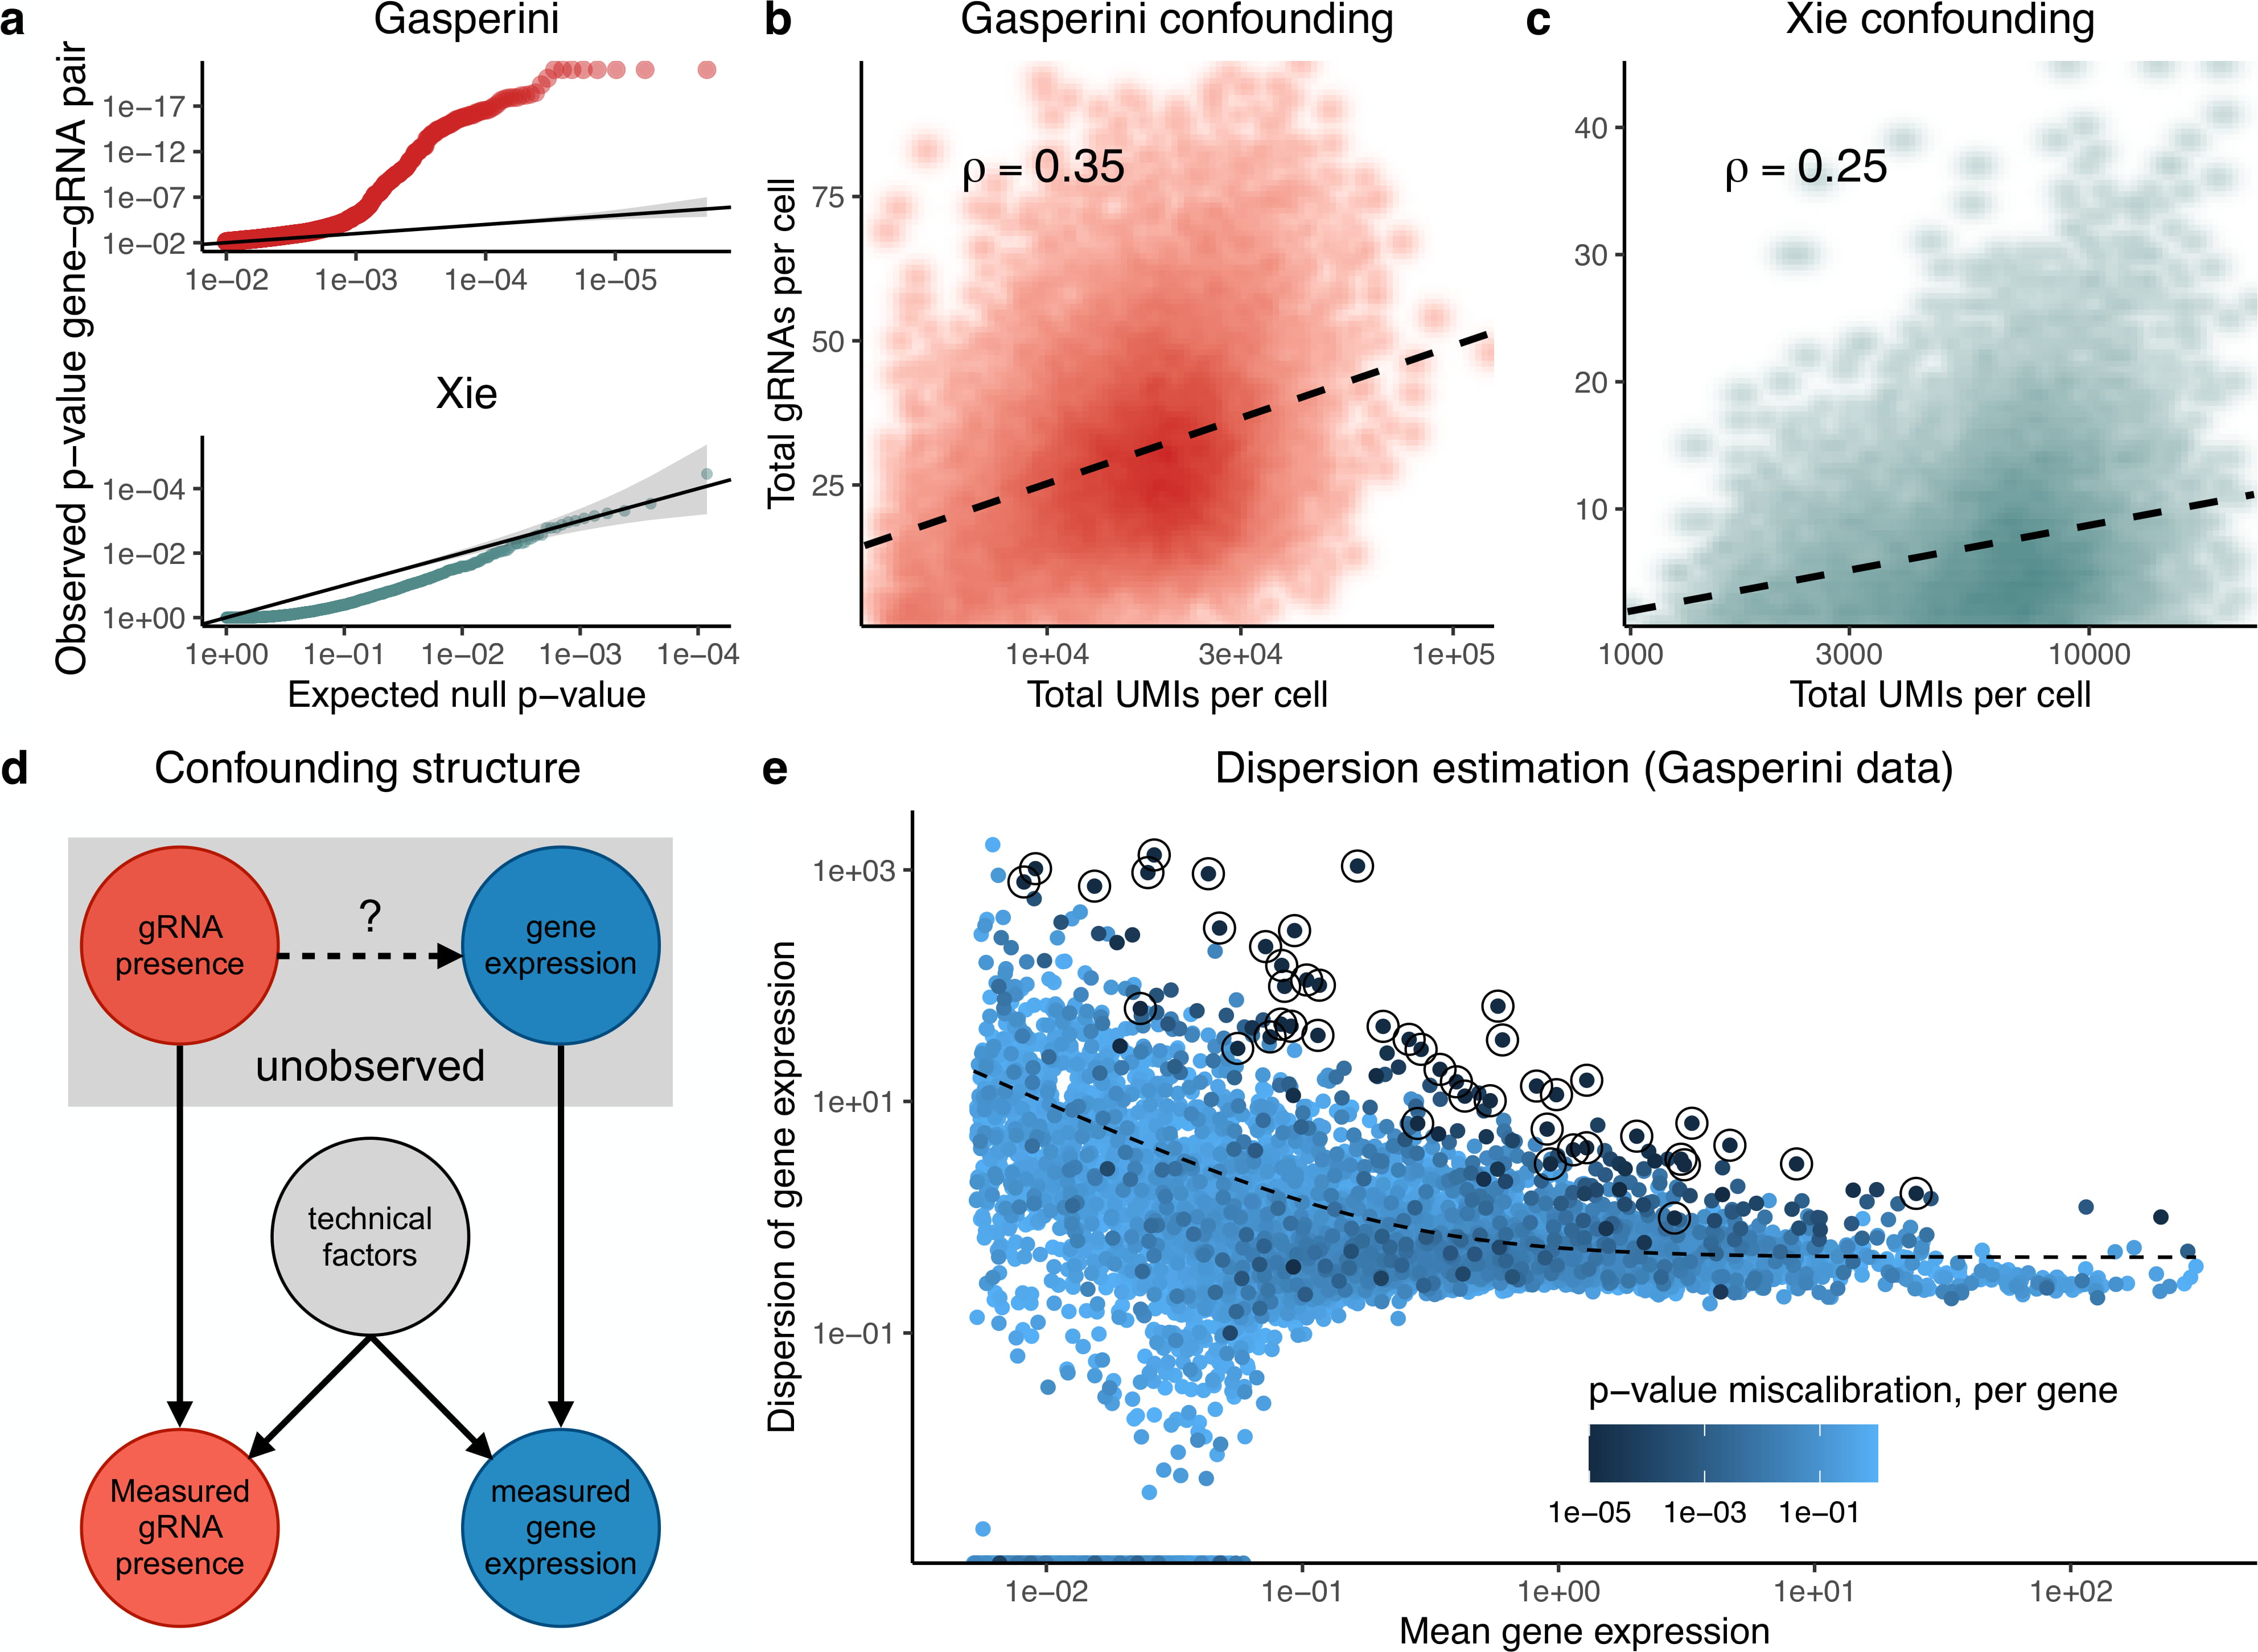 a
Gasperini
Observed p−value gene−gRNA pair
1e−17
1e−12
1e−07
1e−02
1e−02
1e−03
1e−04
1e−05
Xie
1e−04
1e−02
1e+00
1e+00
1e−01
1e−02
1e−03
1e−04
Expected null p−value
b
Gasperini confounding
Total gRNAs per cell
75
50
25
ρ = 0.35
1e+04
3e+04
1e+05
Total UMIs per cell
c
Xie confounding
40
30
20
10
ρ = 0.25
1000
3000
10000
Total UMIs per cell
d
Confounding structure
gRNA
presence
?
gene
expression
unobserved
technical
factors
Measured
gRNA
presence
measured
gene
expression
e
Dispersion estimation (Gasperini data)
Dispersion of gene expression
1e+03
1e+01
1e−01
p−value miscalibration, per gene
1e−05
1e−03
1e−01
1e−02
1e−01
1e+00
1e+01
1e+02
Mean gene expression